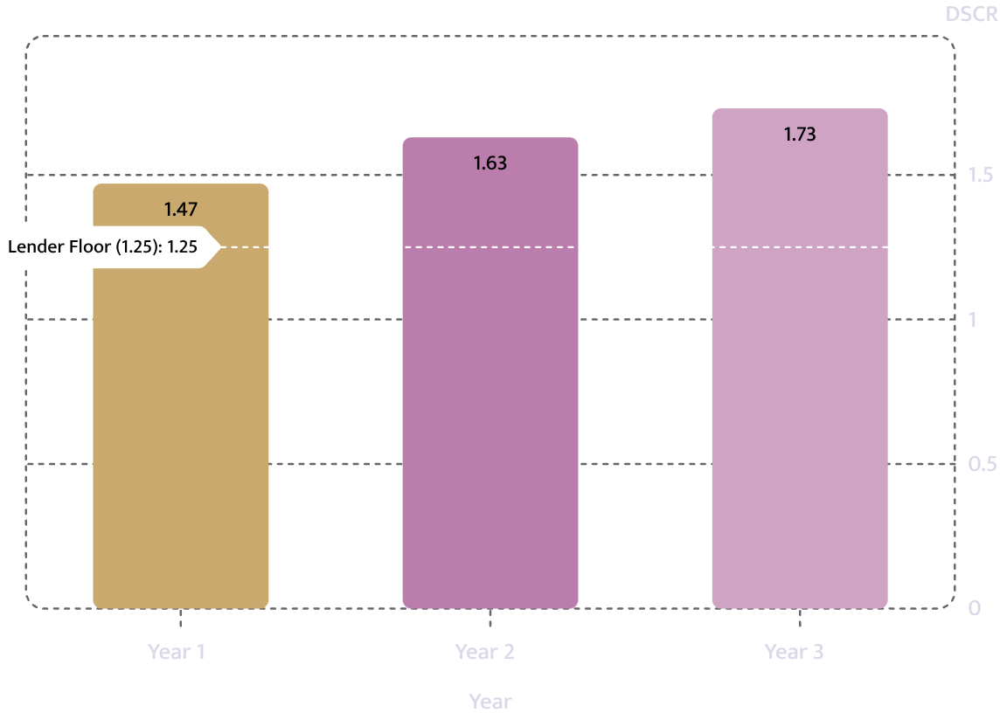 DSCR
1.73
1.63
1.5
1.47
Lender Floor (1.25): 1.25
1
0.5
0
Year 1
Year 2
Year 3
Year